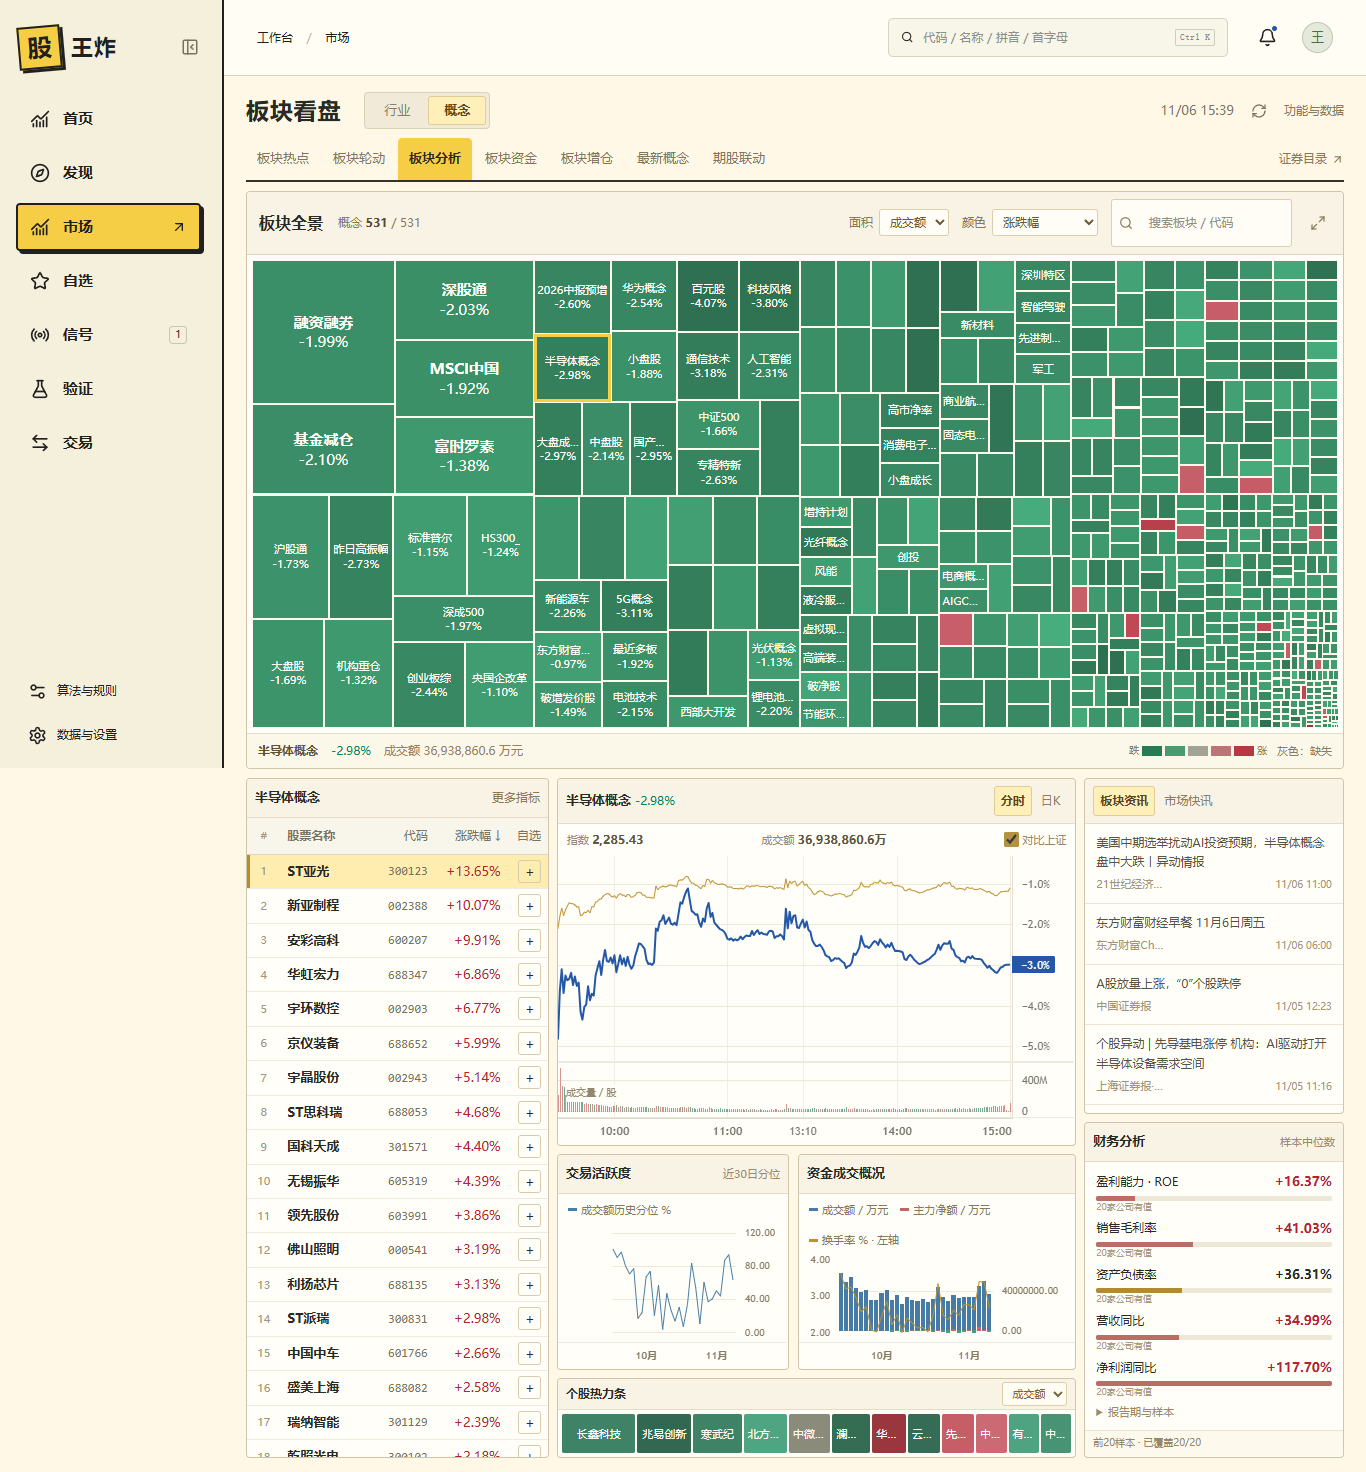 股 王炸
首页
发现
市场
自选
信号 1
验证
交易
算法与规则
数据与设置
工作台 / 市场
代码 / 名称 / 拼音 / 首字母 Ctrl K
王
板块看盘 行业 概念
11/06 15:39 功能与数据
板块热点 板块轮动 板块分析 板块资金 板块增仓 最新概念 期股联动
证券目录
板块全景 概念 531 / 531
面积 成交额 颜色 涨跌幅 搜索板块 / 代码
融资融券
-1.99%
基金减仓
-2.10%
深股通
-2.03%
MSCI中国
-1.92%
富时罗素
-1.38%
2026中报预增
-2.60%
华为概念
-2.54%
百元股
-4.07%
科技风格
-3.80%
半导体概念
-2.98%
小盘股
-1.88%
通信技术
-3.18%
人工智能
-2.31%
大盘成...
-2.97%
中盘股
-2.14%
国产...
-2.95%
中证500
-1.66%
专精特新
-2.63%
沪股通
-1.73%
昨日高振幅
-2.73%
大盘股
-1.69%
机构重仓
-1.32%
标准普尔
-1.15%
HS300_
-1.24%
深成500
-1.97%
创业板综
-2.44%
央国企改革
-1.10%
新能源车
-2.26%
5G概念
-3.11%
东方财富...
-0.97%
最近多板
-1.92%
破增发价股
-1.49%
电池技术
-2.15%
光伏概念
-1.13%
锂电池...
-2.20%
西部大开发
深圳特区
智能驾驶
先进制...
军工
新材料
商业航...
固态电...
高市净率
消费电子...
小盘成长
增持计划
光纤概念
风能
液冷服...
虚拟现...
高端装...
破净股
节能环...
创投
电商概...
AIGC...
半导体概念 -2.98% 成交额 36,938,860.6 万元
跌 涨 灰色：缺失
半导体概念 更多指标
# 股票名称 代码 涨跌幅↓ 自选
1 ST亚光 300123 +13.65% +
2 新亚制程 002388 +10.07% +
3 安彩高科 600207 +9.91% +
4 华虹宏力 688347 +6.86% +
5 宇环数控 002903 +6.77% +
6 京仪装备 688652 +5.99% +
7 宇晶股份 002943 +5.14% +
8 ST思科瑞 688053 +4.68% +
9 国科天成 301571 +4.40% +
10 无锡振华 605319 +4.39% +
11 领先股份 603991 +3.86% +
12 佛山照明 000541 +3.19% +
13 利扬芯片 688135 +3.13% +
14 ST派瑞 300831 +2.98% +
15 中国中车 601766 +2.66% +
16 盛美上海 688082 +2.58% +
17 瑞纳智能 301129 +2.39% +
18 乾照光电 300102 +2.18%
半导体概念 -2.98% 分时 日K
指数 2,285.43 成交额 36,938,860.6万 对比上证
-1.0%
-2.0%
-3.0%
-4.0%
-5.0%
成交量 / 股
400M
0
10:00 11:00 13:10 14:00 15:00
交易活跃度 近30日分位
成交额历史分位 %
120.00
80.00
40.00
0.00
10月 11月
资金成交概况
成交额 / 万元 主力净额 / 万元
换手率 % · 左轴
4.00
3.00
2.00
40000000.00
0.00
10月 11月
个股热力条 成交额
长鑫科技 兆易创新 寒武纪 北方... 中微... 澜... 华... 云... 先... 中... 有... 中...
板块资讯 市场快讯
美国中期选举扰动AI投资预期，半导体概念
盘中大跌丨异动情报
21世纪经济... 11/06 11:00
东方财富财经早餐 11月6日周五
东方财富Ch... 11/06 06:00
A股放量上涨，“0”个股跌停
中国证券报 11/05 12:23
个股异动 | 先导基电涨停 机构：AI驱动打开
半导体设备需求空间
上海证券报·... 11/05 11:16
财务分析 样本中位数
盈利能力 · ROE +16.37%
20家公司有值
销售毛利率 +41.03%
20家公司有值
资产负债率 +36.31%
20家公司有值
营收同比 +34.99%
20家公司有值
净利润同比 +117.70%
20家公司有值
▶ 报告期与样本
前20样本 · 已覆盖20/20